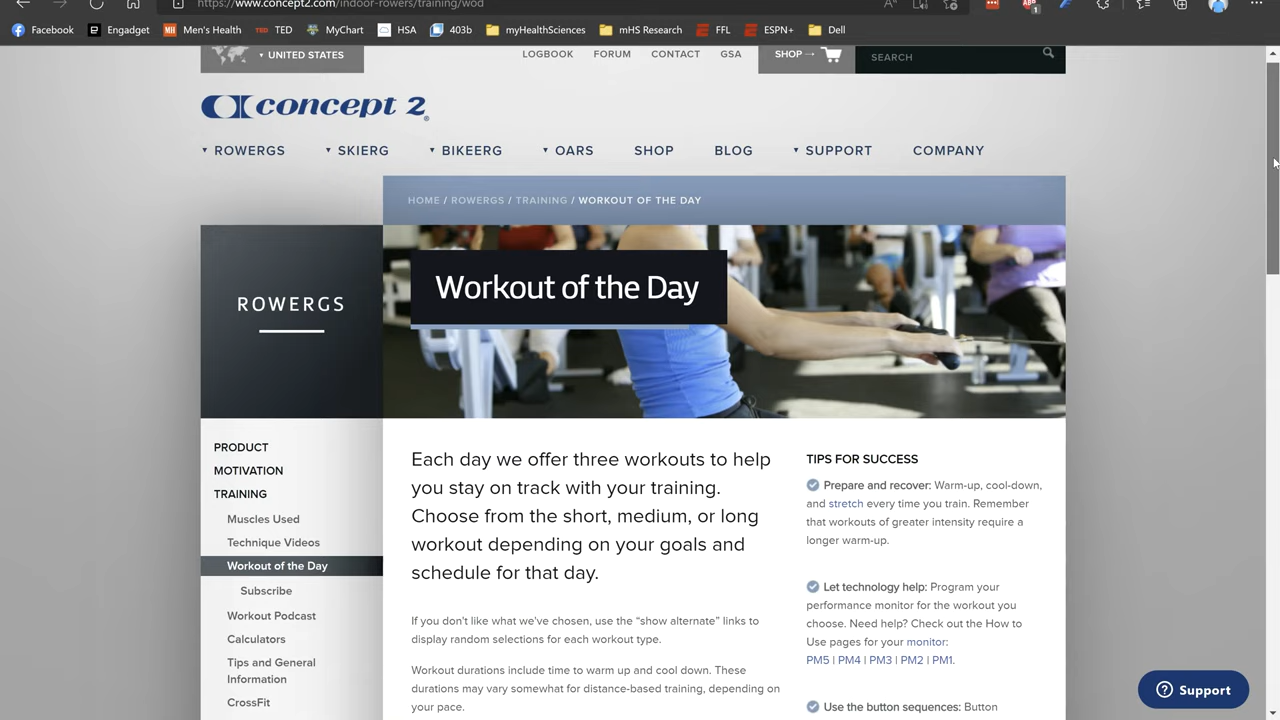 https://www.concept2.com/indoor-rowers/training/wod
Facebook
Engadget
Men's Health
TED
MyChart
HSA
403b
myHealthSciences
mHS Research
FFL
ESPN+
Dell
UNITED STATES
LOGBOOK
FORUM
CONTACT
GSA
SHOP →
SEARCH
concept 2®
ROWERGS
SKIERG
BIKEERG
OARS
SHOP
BLOG
SUPPORT
COMPANY
HOME / ROWERGS / TRAINING / WORKOUT OF THE DAY
ROWERGS
Workout of the Day
PRODUCT
MOTIVATION
TRAINING
Muscles Used
Technique Videos
Workout of the Day
Subscribe
Workout Podcast
Calculators
Tips and General
Information
CrossFit
Each day we offer three workouts to help
you stay on track with your training.
Choose from the short, medium, or long
workout depending on your goals and
schedule for that day.
If you don't like what we've chosen, use the “show alternate” links to
display random selections for each workout type.
Workout durations include time to warm up and cool down. These
durations may vary somewhat for distance-based training, depending on
your pace.
TIPS FOR SUCCESS
Prepare and recover: Warm-up, cool-down,
and stretch every time you train. Remember
that workouts of greater intensity require a
longer warm-up.
Let technology help: Program your
performance monitor for the workout you
choose. Need help? Check out the How to
Use pages for your monitor:
PM5 | PM4 | PM3 | PM2 | PM1.
Use the button sequences: Button
Support